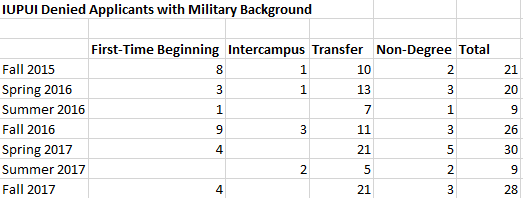 IUPUI Denied Applicants with Military Background
First-Time Beginning Intercampus Transfer Non-Degree Total
Fall 2015 8 1 10 2 21
Spring 2016 3 1 13 3 20
Summer 2016 1 7 1 9
Fall 2016 9 3 11 3 26
Spring 2017 4 21 5 30
Summer 2017 2 5 2 9
Fall 2017 4 21 3 28